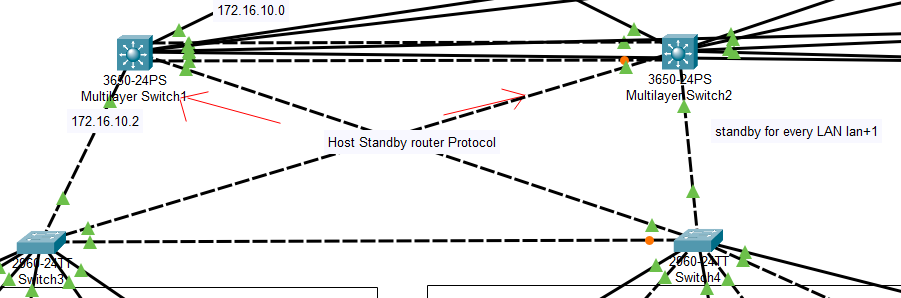 172.16.10.0
3650-24PS
Multilayer Switch1
3650-24PS
Multilayer Switch2
172.16.10.2
standby for every LAN lan+1
Host Standby router Protocol
2960-24TT
Switch3
2960-24TT
Switch4